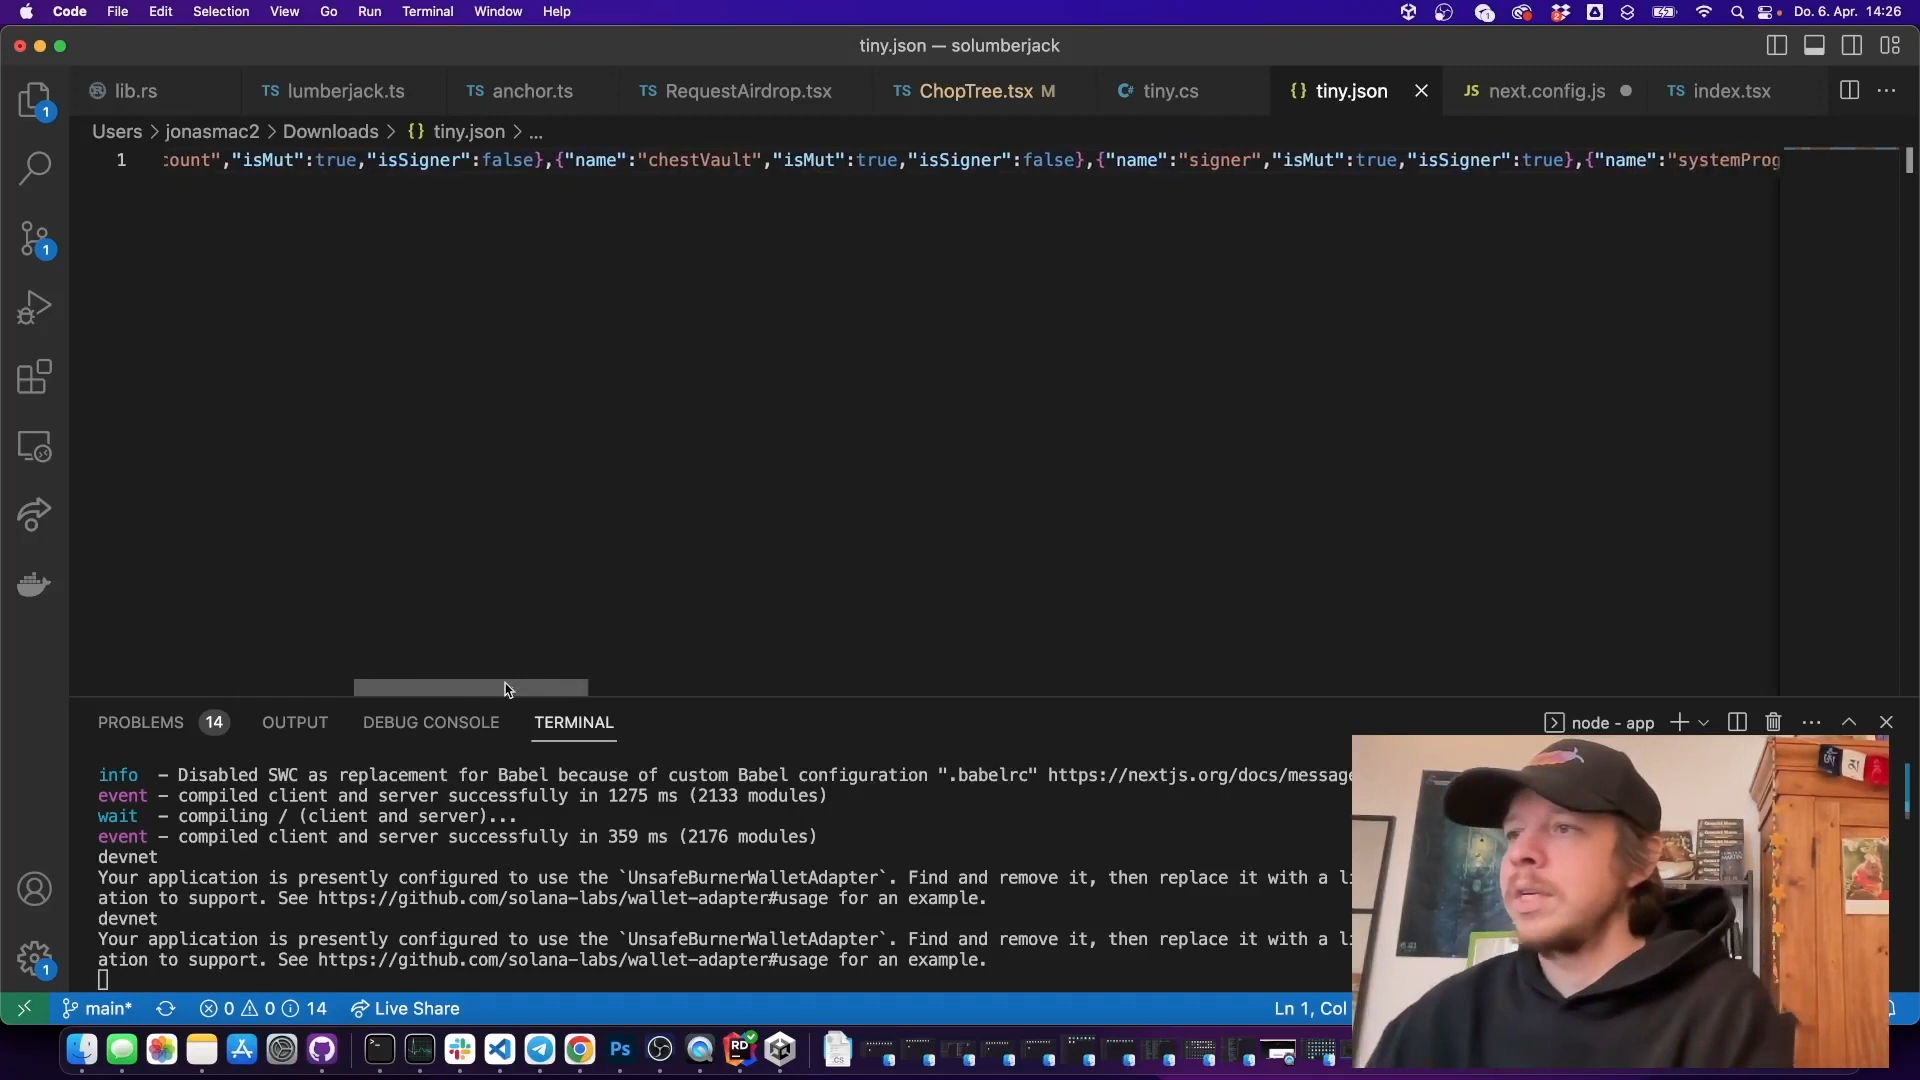 Code File Edit Selection View Go Run Terminal Window Help Do. 6. Apr. 14:26
tiny.json — solumberjack
lib.rs TS lumberjack.ts TS anchor.ts TS RequestAirdrop.tsx TS ChopTree.tsx M C# tiny.cs {} tiny.json JS next.config.js TS index.tsx
Users > jonasmac2 > Downloads > {} tiny.json > ...
1 :ount","isMut":true,"isSigner":false},{"name":"chestVault","isMut":true,"isSigner":false},{"name":"signer","isMut":true,"isSigner":true},{"name":"systemProg
PROBLEMS 14 OUTPUT DEBUG CONSOLE TERMINAL node - app
info – Disabled SWC as replacement for Babel because of custom Babel configuration ".babelrc" https://nextjs.org/docs/message
event – compiled client and server successfully in 1275 ms (2133 modules)
wait – compiling / (client and server)...
event – compiled client and server successfully in 359 ms (2176 modules)
devnet
Your application is presently configured to use the `UnsafeBurnerWalletAdapter`. Find and remove it, then replace it with a li
ation to support. See https://github.com/solana-labs/wallet-adapter#usage for an example.
devnet
Your application is presently configured to use the `UnsafeBurnerWalletAdapter`. Find and remove it, then replace it with a li
ation to support. See https://github.com/solana-labs/wallet-adapter#usage for an example.
main* 0 0 14 Live Share Ln 1, Col
Ps RD